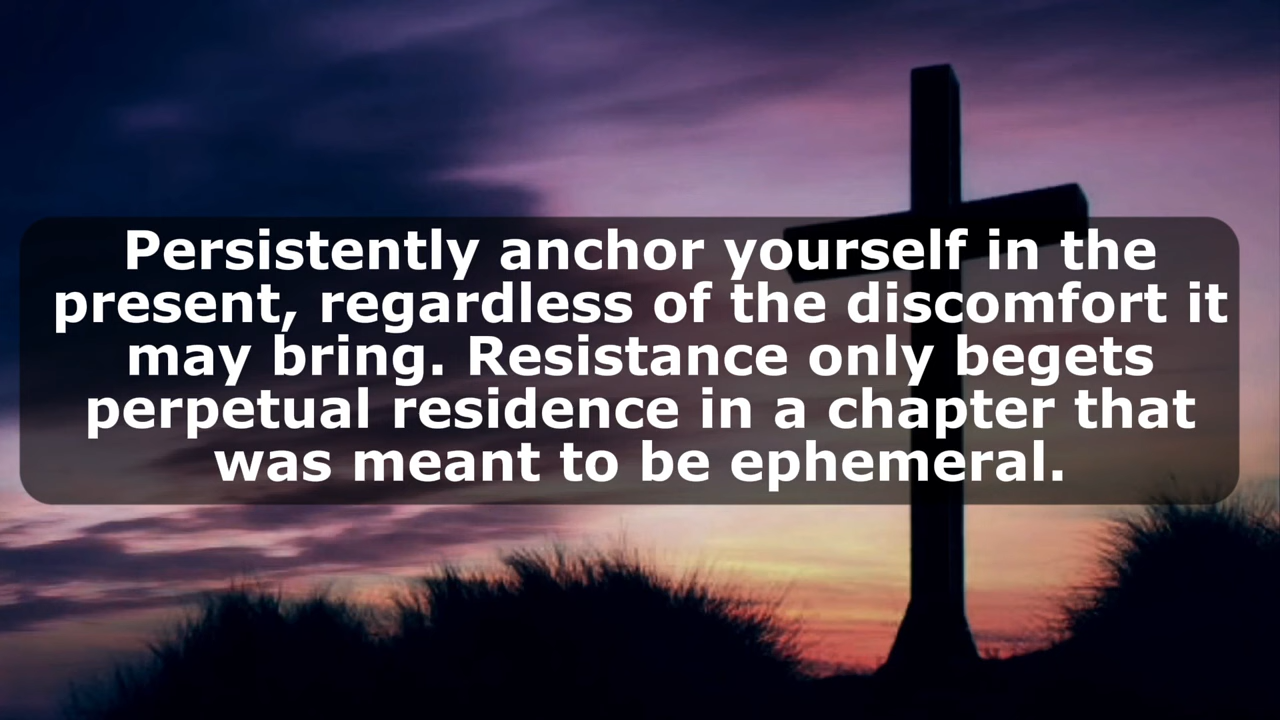 Persistently anchor yourself in the
present, regardless of the discomfort it
may bring. Resistance only begets
perpetual residence in a chapter that
was meant to be ephemeral.